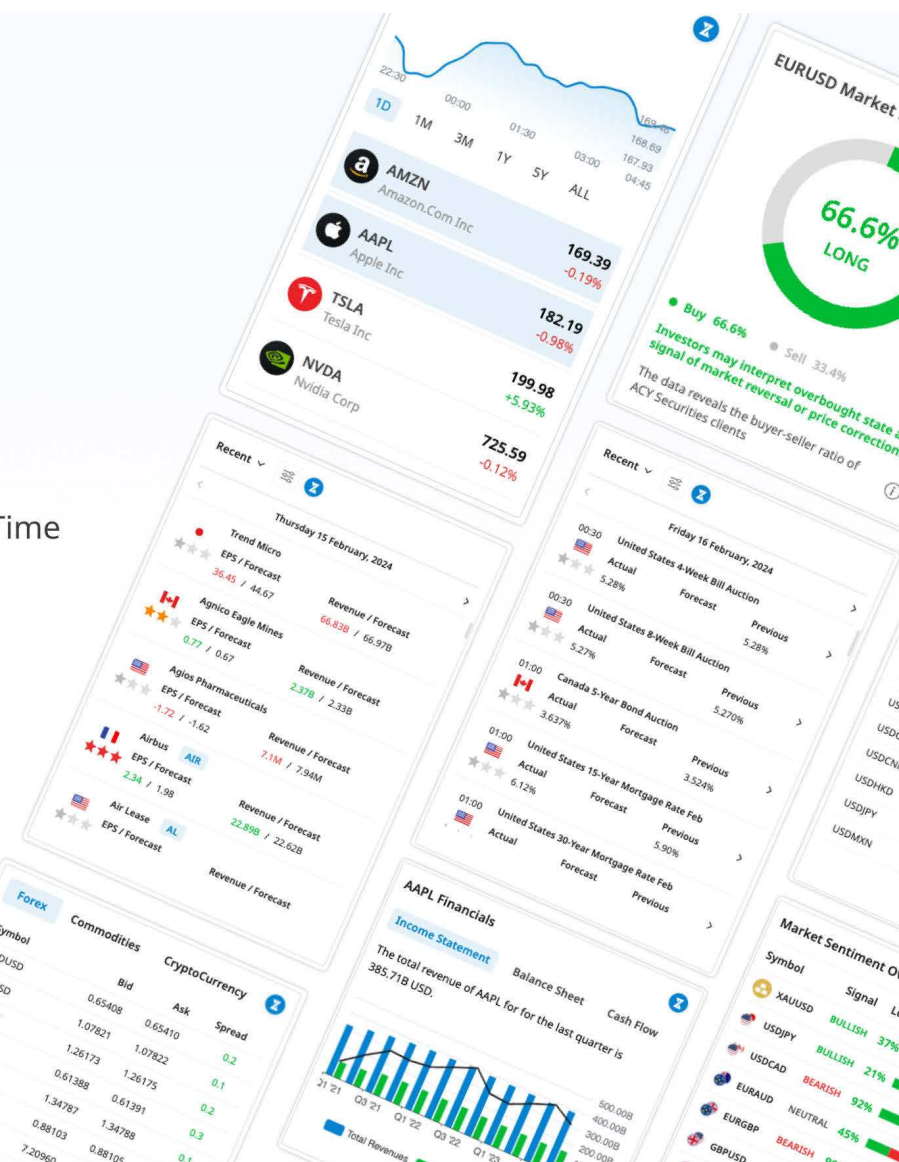 Time
22:30
00:00
01:30
03:00
04:45
168.69
167.93
1D
1M
3M
1Y
5Y
ALL
AMZN
Amazon.Com Inc
169.39
-0.19%
AAPL
Apple Inc
182.19
-0.98%
TSLA
Tesla Inc
199.98
+5.93%
NVDA
Nvidia Corp
725.59
-0.12%
EURUSD Market
66.6%
LONG
Buy 66.6%
Sell 33.4%
Investors may interpret overbought state a
signal of market reversal or price correction
The data reveals the buyer-seller ratio of
ACY Securities clients
Recent
Thursday 15 February, 2024
Trend Micro
EPS / Forecast
36.45 / 44.67
Revenue / Forecast
66.83B / 66.97B
Agnico Eagle Mines
EPS / Forecast
0.77 / 0.67
Revenue / Forecast
2.37B / 2.33B
Agios Pharmaceuticals
EPS / Forecast
-1.72 / -1.62
Revenue / Forecast
7.1M / 7.94M
Airbus AIR
EPS / Forecast
2.34 / 1.98
Revenue / Forecast
22.89B / 22.62B
Air Lease AL
EPS / Forecast
Revenue / Forecast
Recent
Friday 16 February, 2024
00:30
United States 4-Week Bill Auction
Actual Forecast Previous
5.28% 5.28%
00:30
United States 8-Week Bill Auction
Actual Forecast Previous
5.27% 5.270%
01:00
Canada 5-Year Bond Auction
Actual Forecast Previous
3.637% 3.524%
01:00
United States 15-Year Mortgage Rate Feb
Actual Forecast Previous
6.12% 5.90%
01:00
United States 30-Year Mortgage Rate Feb
Actual Forecast Previous
USDHKD
USDJPY
USDMXN
Forex Commodities CryptoCurrency
Symbol Bid Ask Spread
0.65408 0.65410 0.2
1.07821 1.07822 0.1
1.26173 1.26175 0.2
0.61388 0.61391 0.3
1.34787 1.34788 0.1
0.88103
7.20960
AAPL Financials
Income Statement Balance Sheet Cash Flow
The total revenue of AAPL for for the last quarter is
385.71B USD.
500.00B
400.00B
300.00B
200.00B
Q3 '21
Q1 '22
Q3 '22
Q1 '23
Total Revenues
Market Sentiment
Symbol Signal
XAUUSD BULLISH 37%
USDJPY BULLISH 21%
USDCAD BEARISH 92%
EURAUD NEUTRAL 45%
EURGBP BEARISH
GBPUSD